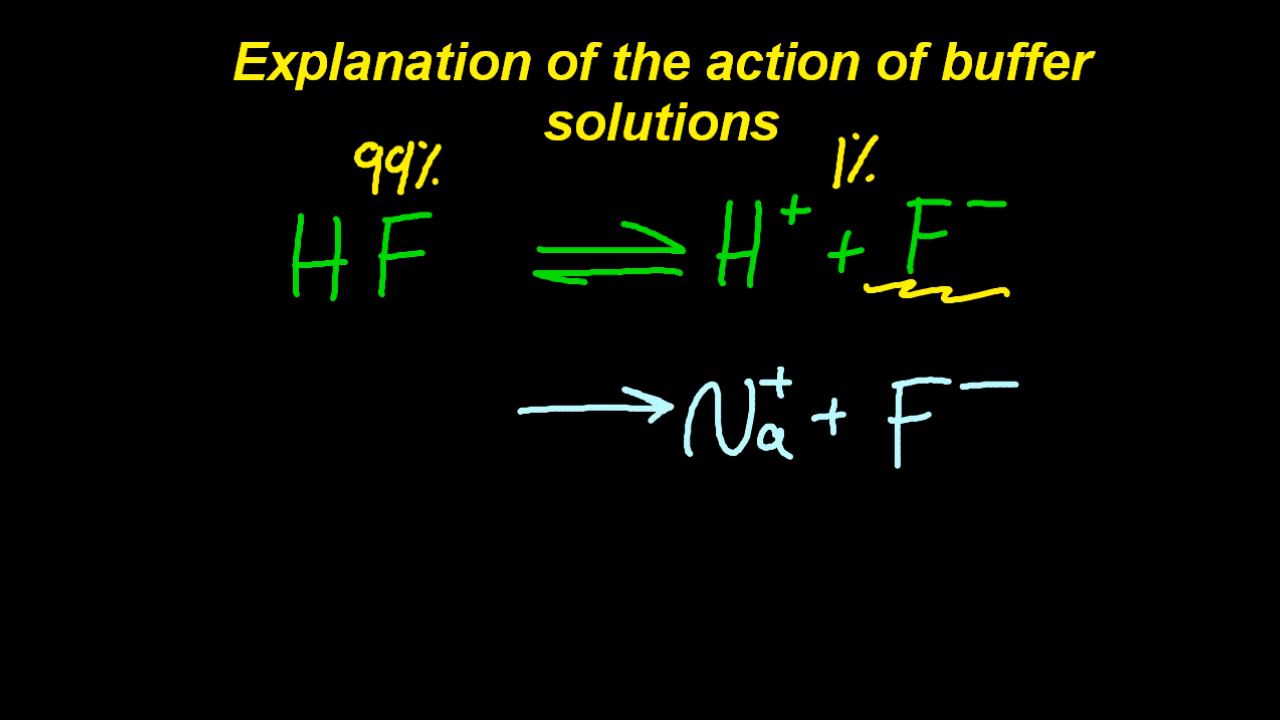 Explanation of the action of buffer
solutions
99% 1%
HF ⇌ H⁺ + F⁻
→ Na⁺ + F⁻